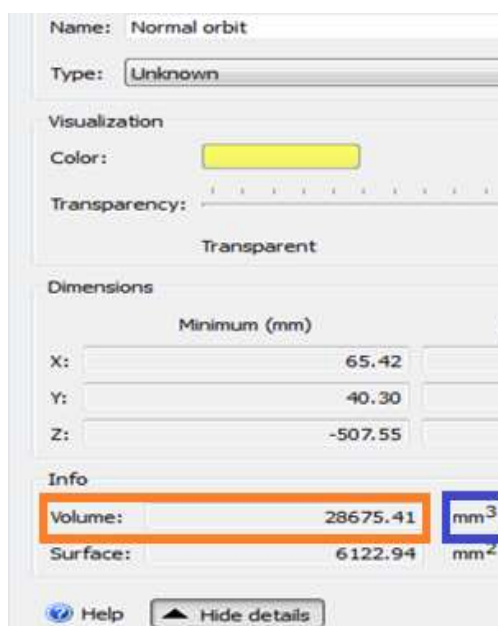 Name: Normal orbit
Type: Unknown
Visualization
Color:
Transparency:
Transparent
Dimensions
Minimum (mm)
X: 65.42
Y: 40.30
Z: -507.55
Info
Volume: 28675.41 mm3
Surface: 6122.94 mm2
Help Hide details